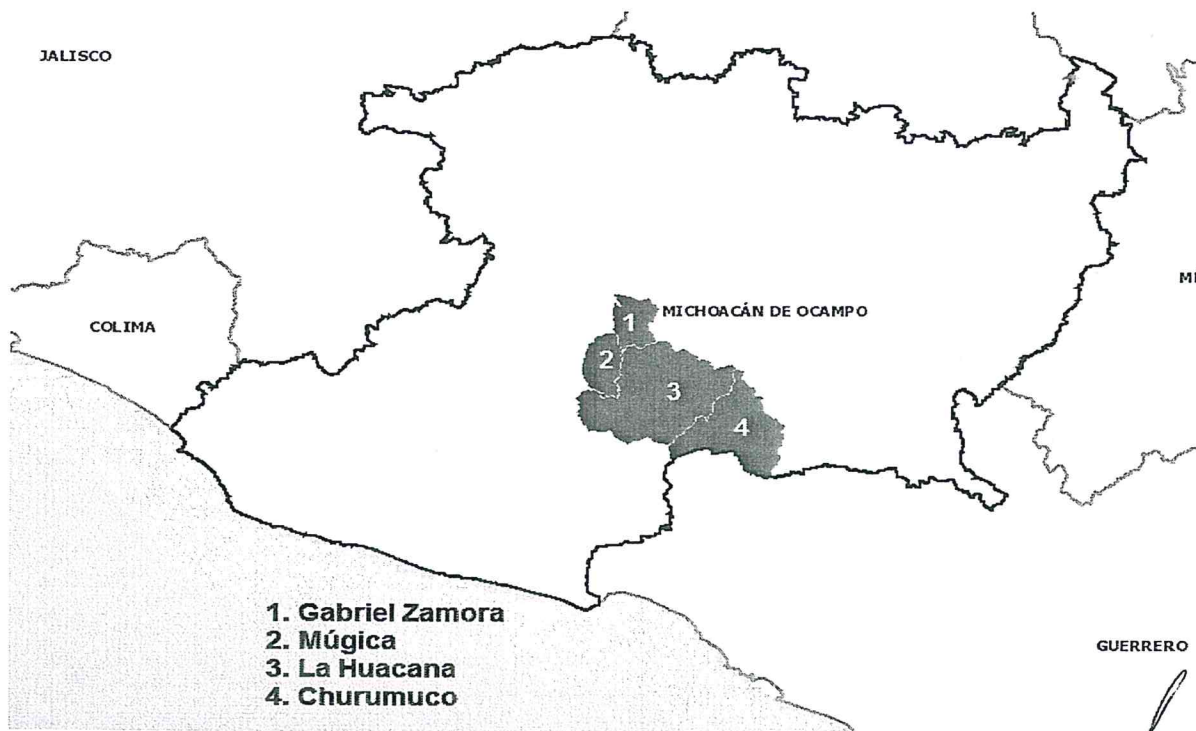 JALISCO
COLIMA
1
MICHOACÁN DE OCAMPO
2
3
4
1. Gabriel Zamora
2. Múgica
3. La Huacana
4. Churumuco
GUERRERO